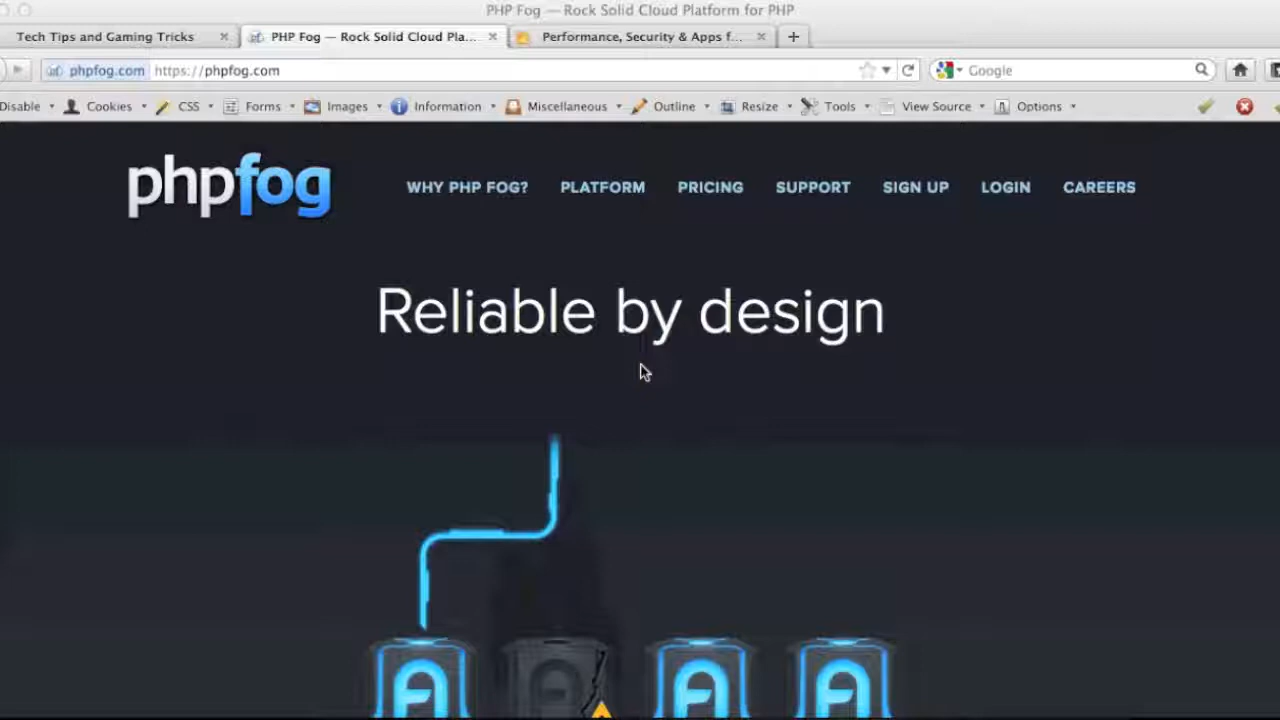 PHP Fog — Rock Solid Cloud Platform for PHP
Tech Tips and Gaming Tricks
PHP Fog — Rock Solid Cloud Pla...
Performance, Security & Apps f...
phpfog.com https://phpfog.com
Google
Disable
Cookies
CSS
Forms
Images
Information
Miscellaneous
Outline
Resize
Tools
View Source
Options
phpfog
WHY PHP FOG?
PLATFORM
PRICING
SUPPORT
SIGN UP
LOGIN
CAREERS
Reliable by design